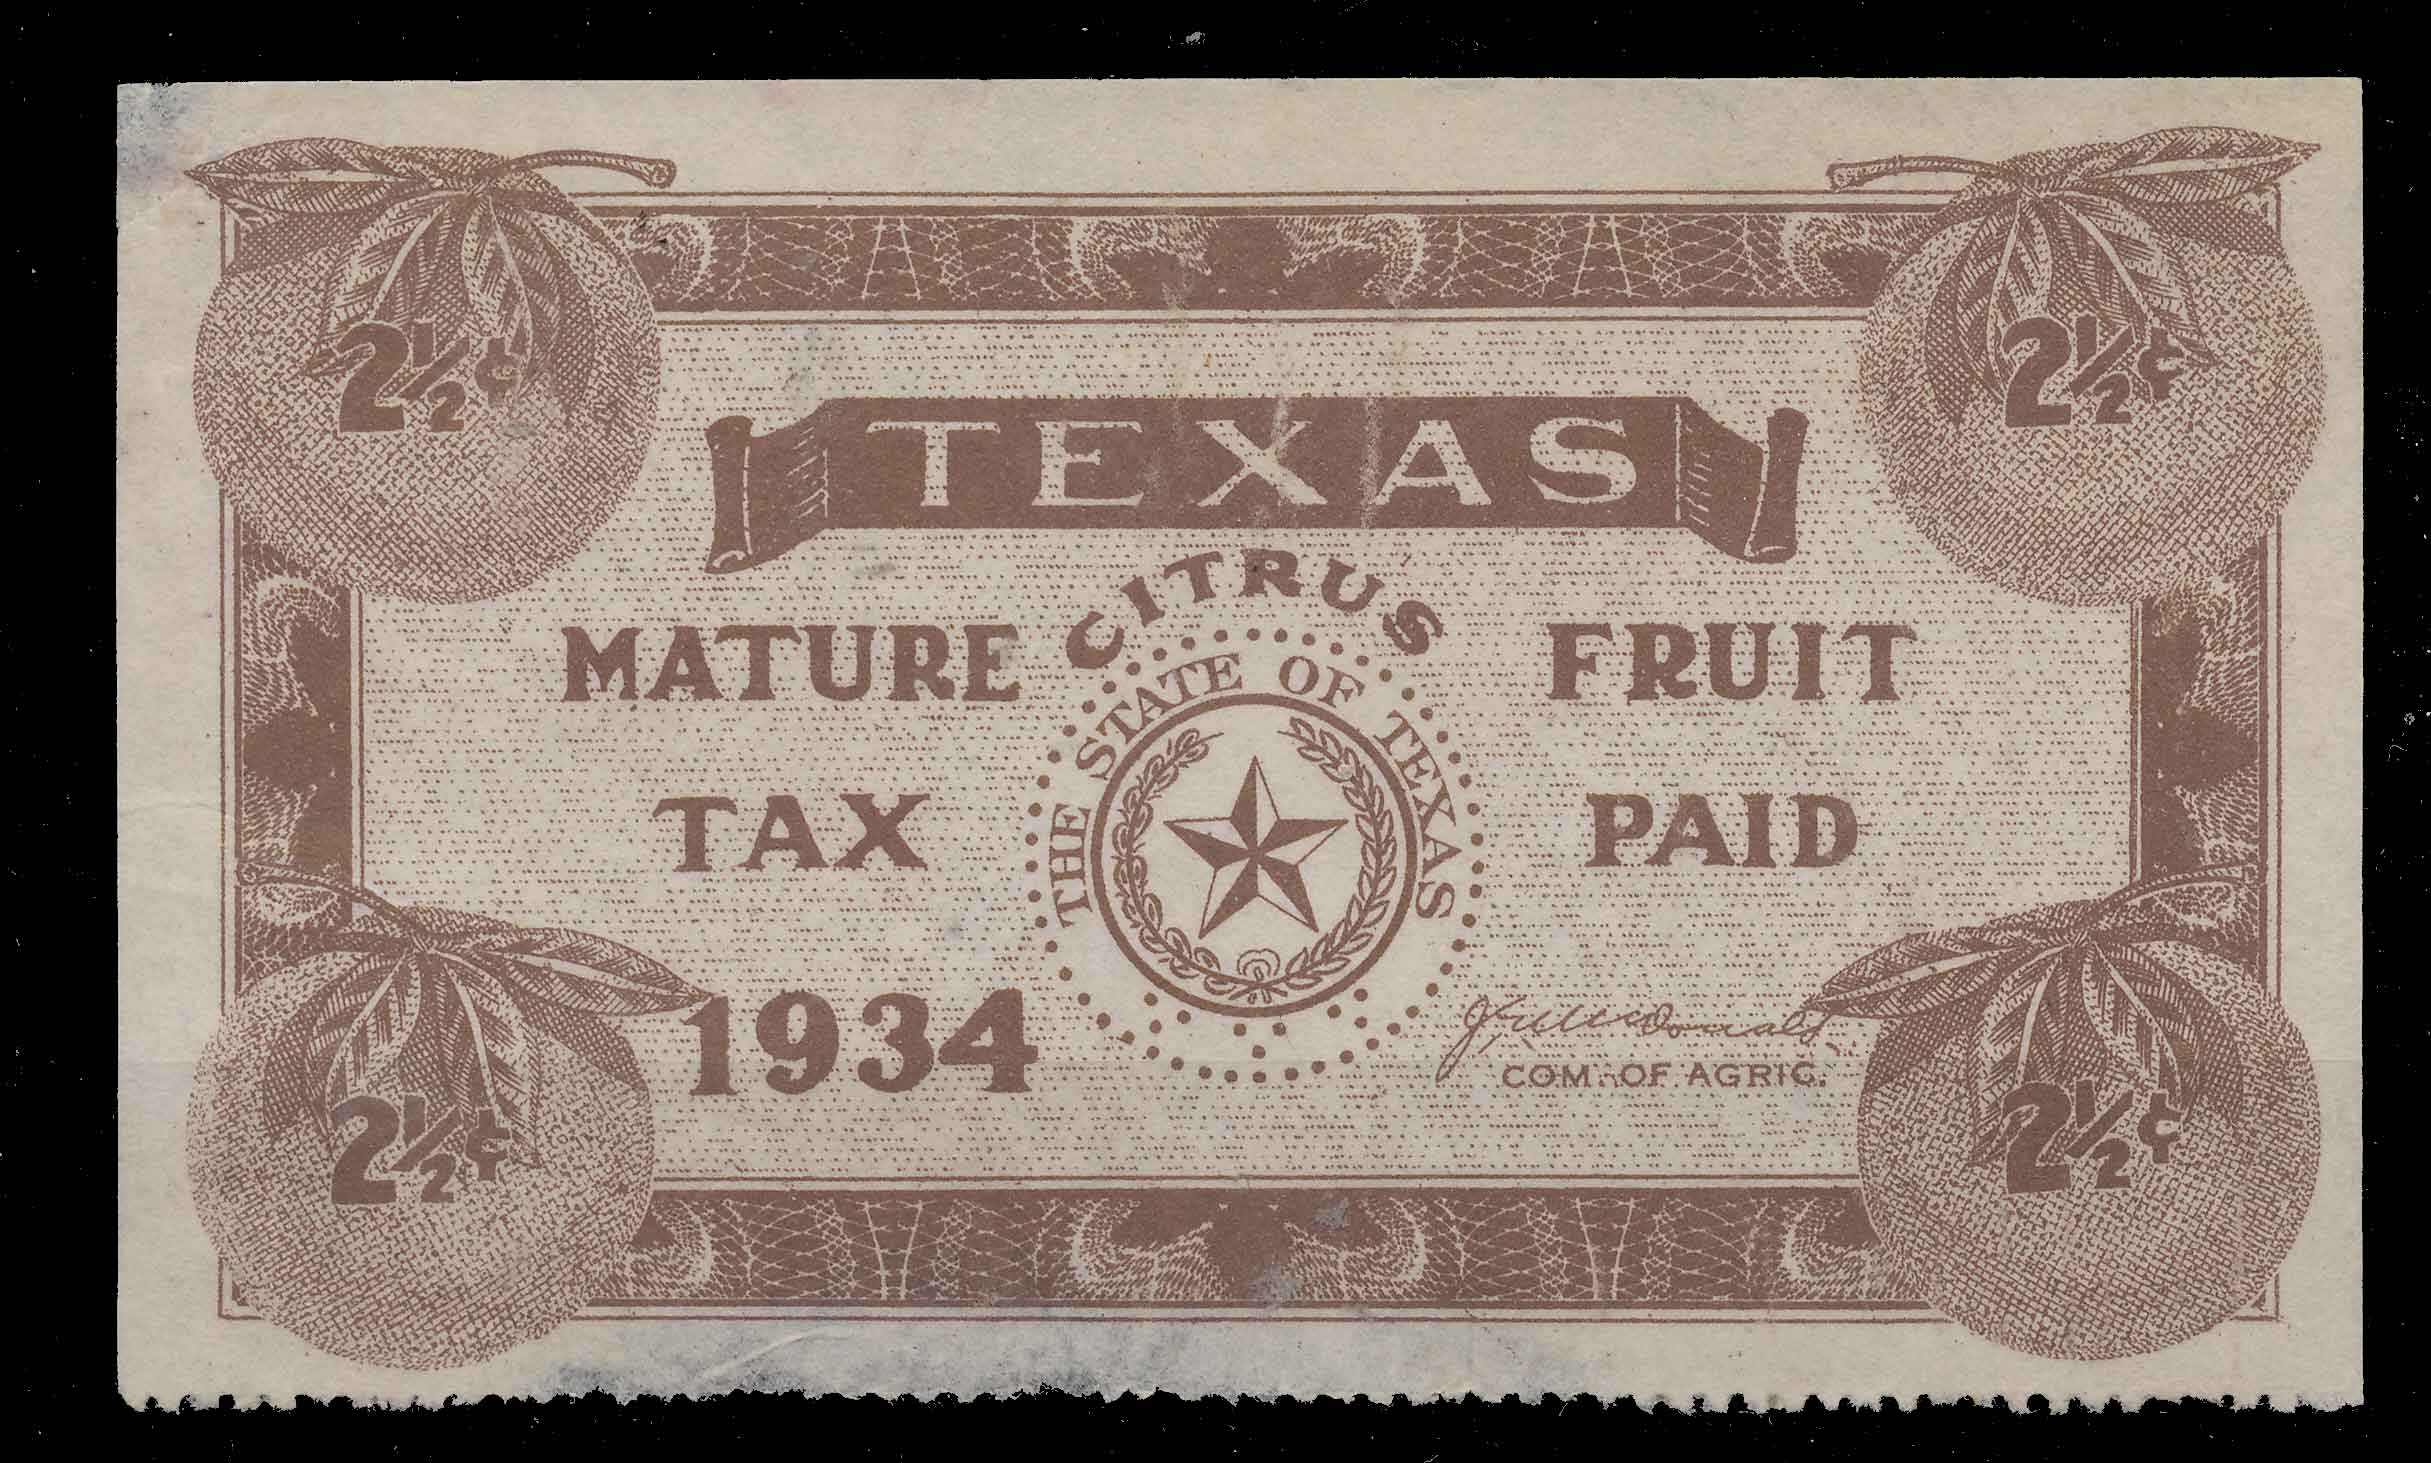 2½¢ 2½¢
TEXAS
MATURE CITRUS FRUIT
THE STATE OF TEXAS
TAX PAID
1934
J. E. McDonald
COM. OF AGRIC.
2½¢ 2½¢